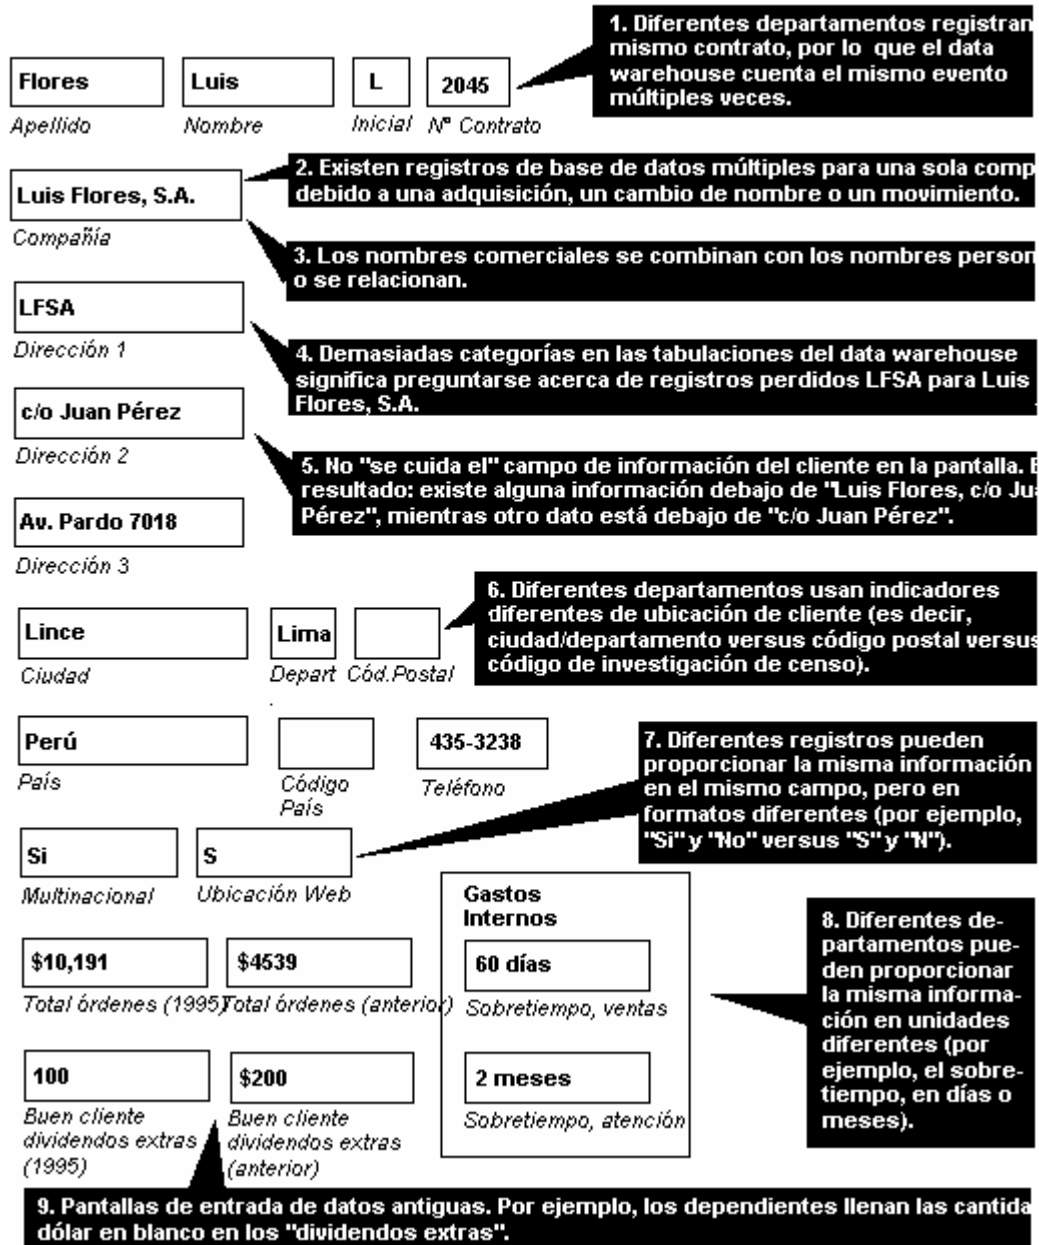 1. Diferentes departamentos registran
mismo contrato, por lo que el data
warehouse cuenta el mismo evento
múltiples veces.
Flores
Luis
L
2045
Apellido
Nombre
Inicial
Nº Contrato
2. Existen registros de base de datos múltiples para una sola comp
debido a una adquisición, un cambio de nombre o un movimiento.
Luis Flores, S.A.
Compañía
3. Los nombres comerciales se combinan con los nombres person
o se relacionan.
LFSA
Dirección 1
4. Demasiadas categorías en las tabulaciones del data warehouse
significa preguntarse acerca de registros perdidos LFSA para Luis
Flores, S.A.
c/o Juan Pérez
Dirección 2
5. No "se cuida el" campo de información del cliente en la pantalla. E
resultado: existe alguna información debajo de "Luis Flores, c/o Jua
Pérez", mientras otro dato está debajo de "c/o Juan Pérez".
Av. Pardo 7018
Dirección 3
6. Diferentes departamentos usan indicadores
diferentes de ubicación de cliente (es decir,
ciudad/departamento versus código postal versus
código de investigación de censo).
Lince
Lima
Ciudad
Depart
Cód.Postal
Perú
435-3238
País
Código
País
Teléfono
7. Diferentes registros pueden
proporcionar la misma información
en el mismo campo, pero en
formatos diferentes (por ejemplo,
"Si" y "No" versus "S" y "N").
Si
S
Multinacional
Ubicación Web
Gastos
Internos
8. Diferentes de-
partamentos pue-
den proporcionar
la misma informa-
ción en unidades
diferentes (por
ejemplo, el sobre-
tiempo, en días o
meses).
$10,191
$4539
60 días
Total órdenes (1995)
Total órdenes (anterior)
Sobretiempo, ventas
100
$200
2 meses
Buen cliente
dividendos extras
(1995)
Buen cliente
dividendos extras
(anterior)
Sobretiempo, atención
9. Pantallas de entrada de datos antiguas. Por ejemplo, los dependientes llenan las cantida
dólar en blanco en los "dividendos extras".